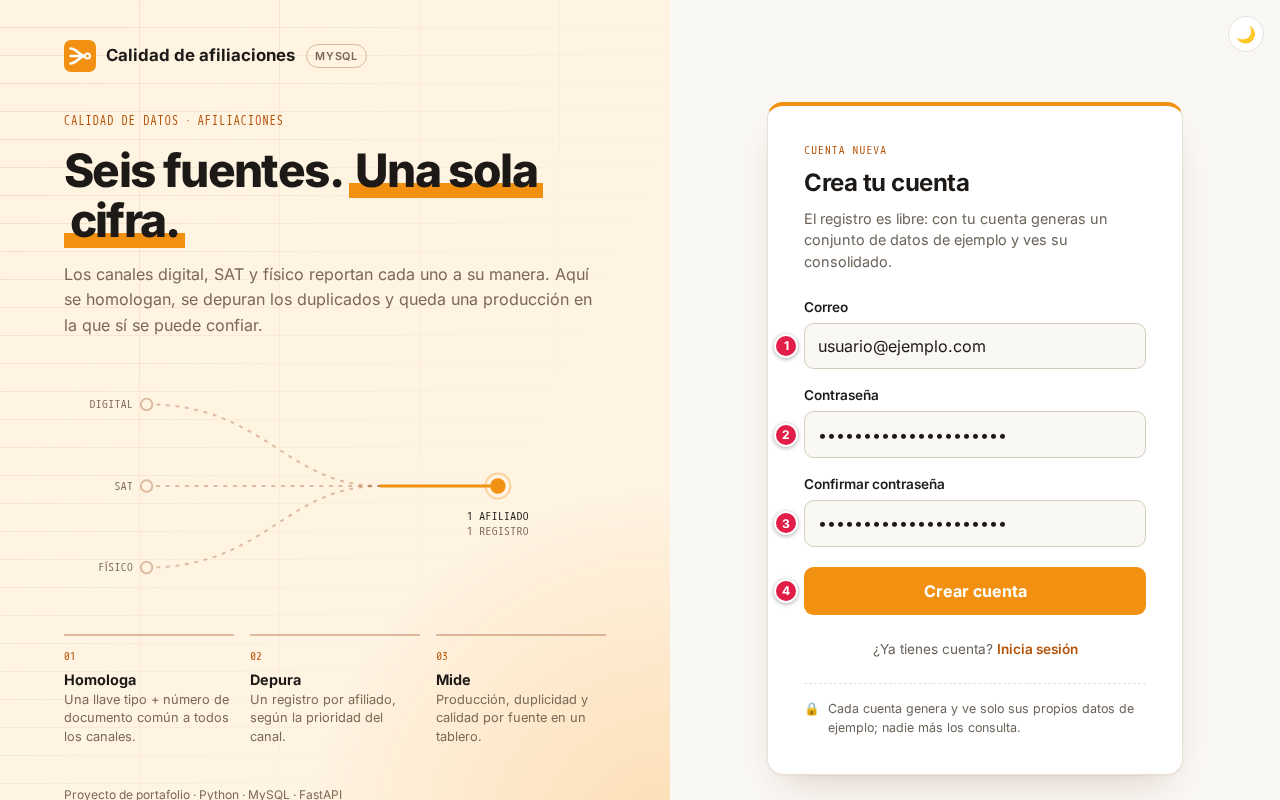 Calidad de afiliaciones MYSQL
CALIDAD DE DATOS · AFILIACIONES
Seis fuentes. Una sola
cifra.
Los canales digital, SAT y físico reportan cada uno a su manera. Aquí
se homologan, se depuran los duplicados y queda una producción en
la que sí se puede confiar.
DIGITAL
SAT
FÍSICO
1 AFILIADO
1 REGISTRO
01
Homologa
Una llave tipo + número de
documento común a todos
los canales.
02
Depura
Un registro por afiliado,
según la prioridad del
canal.
03
Mide
Producción, duplicidad y
calidad por fuente en un
tablero.
Proyecto de portafolio · Python · MySQL · FastAPI
CUENTA NUEVA
Crea tu cuenta
El registro es libre: con tu cuenta generas un
conjunto de datos de ejemplo y ves su
consolidado.
Correo
1 usuario@ejemplo.com
Contraseña
2 •••••••••••••••••••••
Confirmar contraseña
3 •••••••••••••••••••••
4 Crear cuenta
¿Ya tienes cuenta? Inicia sesión
Cada cuenta genera y ve solo sus propios datos de
ejemplo; nadie más los consulta.